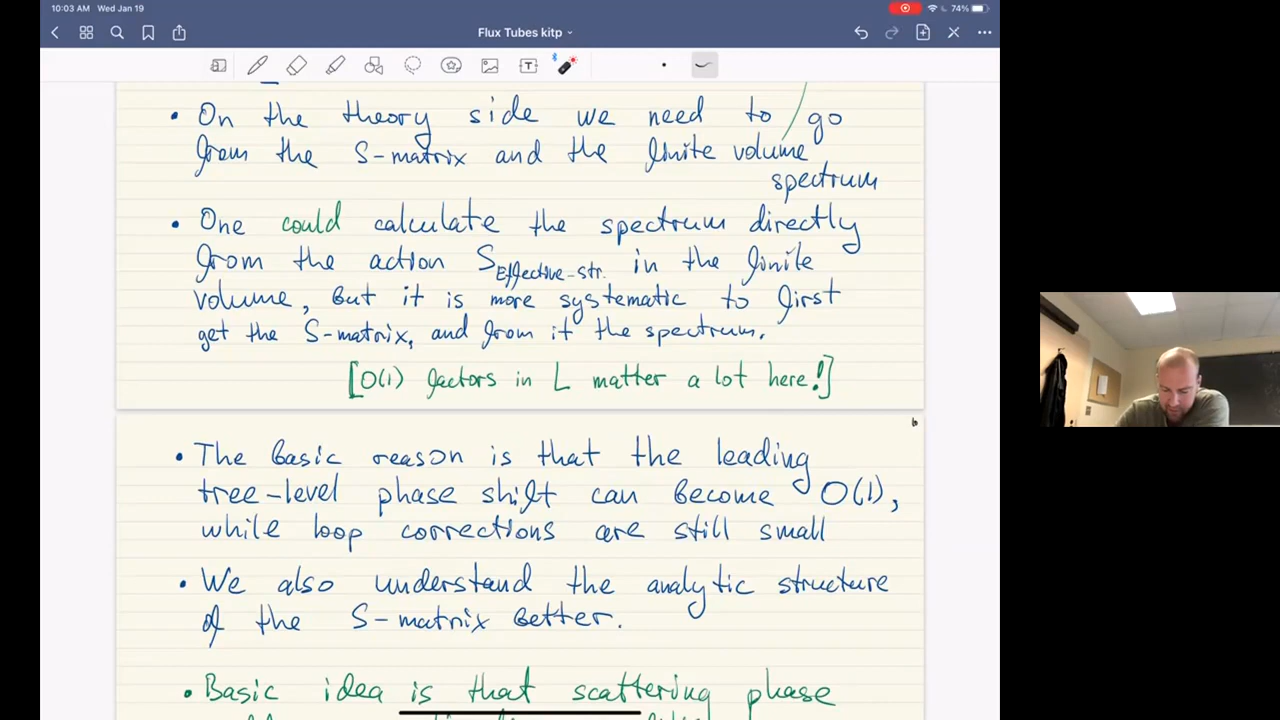 10:03 AM Wed Jan 19
74%
Flux Tubes kitp
• On the theory side we need to go
from the S-matrix and the finite volume
spectrum
• One could calculate the spectrum directly
from the action S Effective-str. in the finite
volume, but it is more systematic to first
get the S-matrix, and from it the spectrum.
[O(1) factors in L matter a lot here!]
• The basic reason is that the leading
tree-level phase shift can become O(1),
while loop corrections are still small
• We also understand the analytic structure
of the S-matrix better.
• Basic idea is that scattering phase